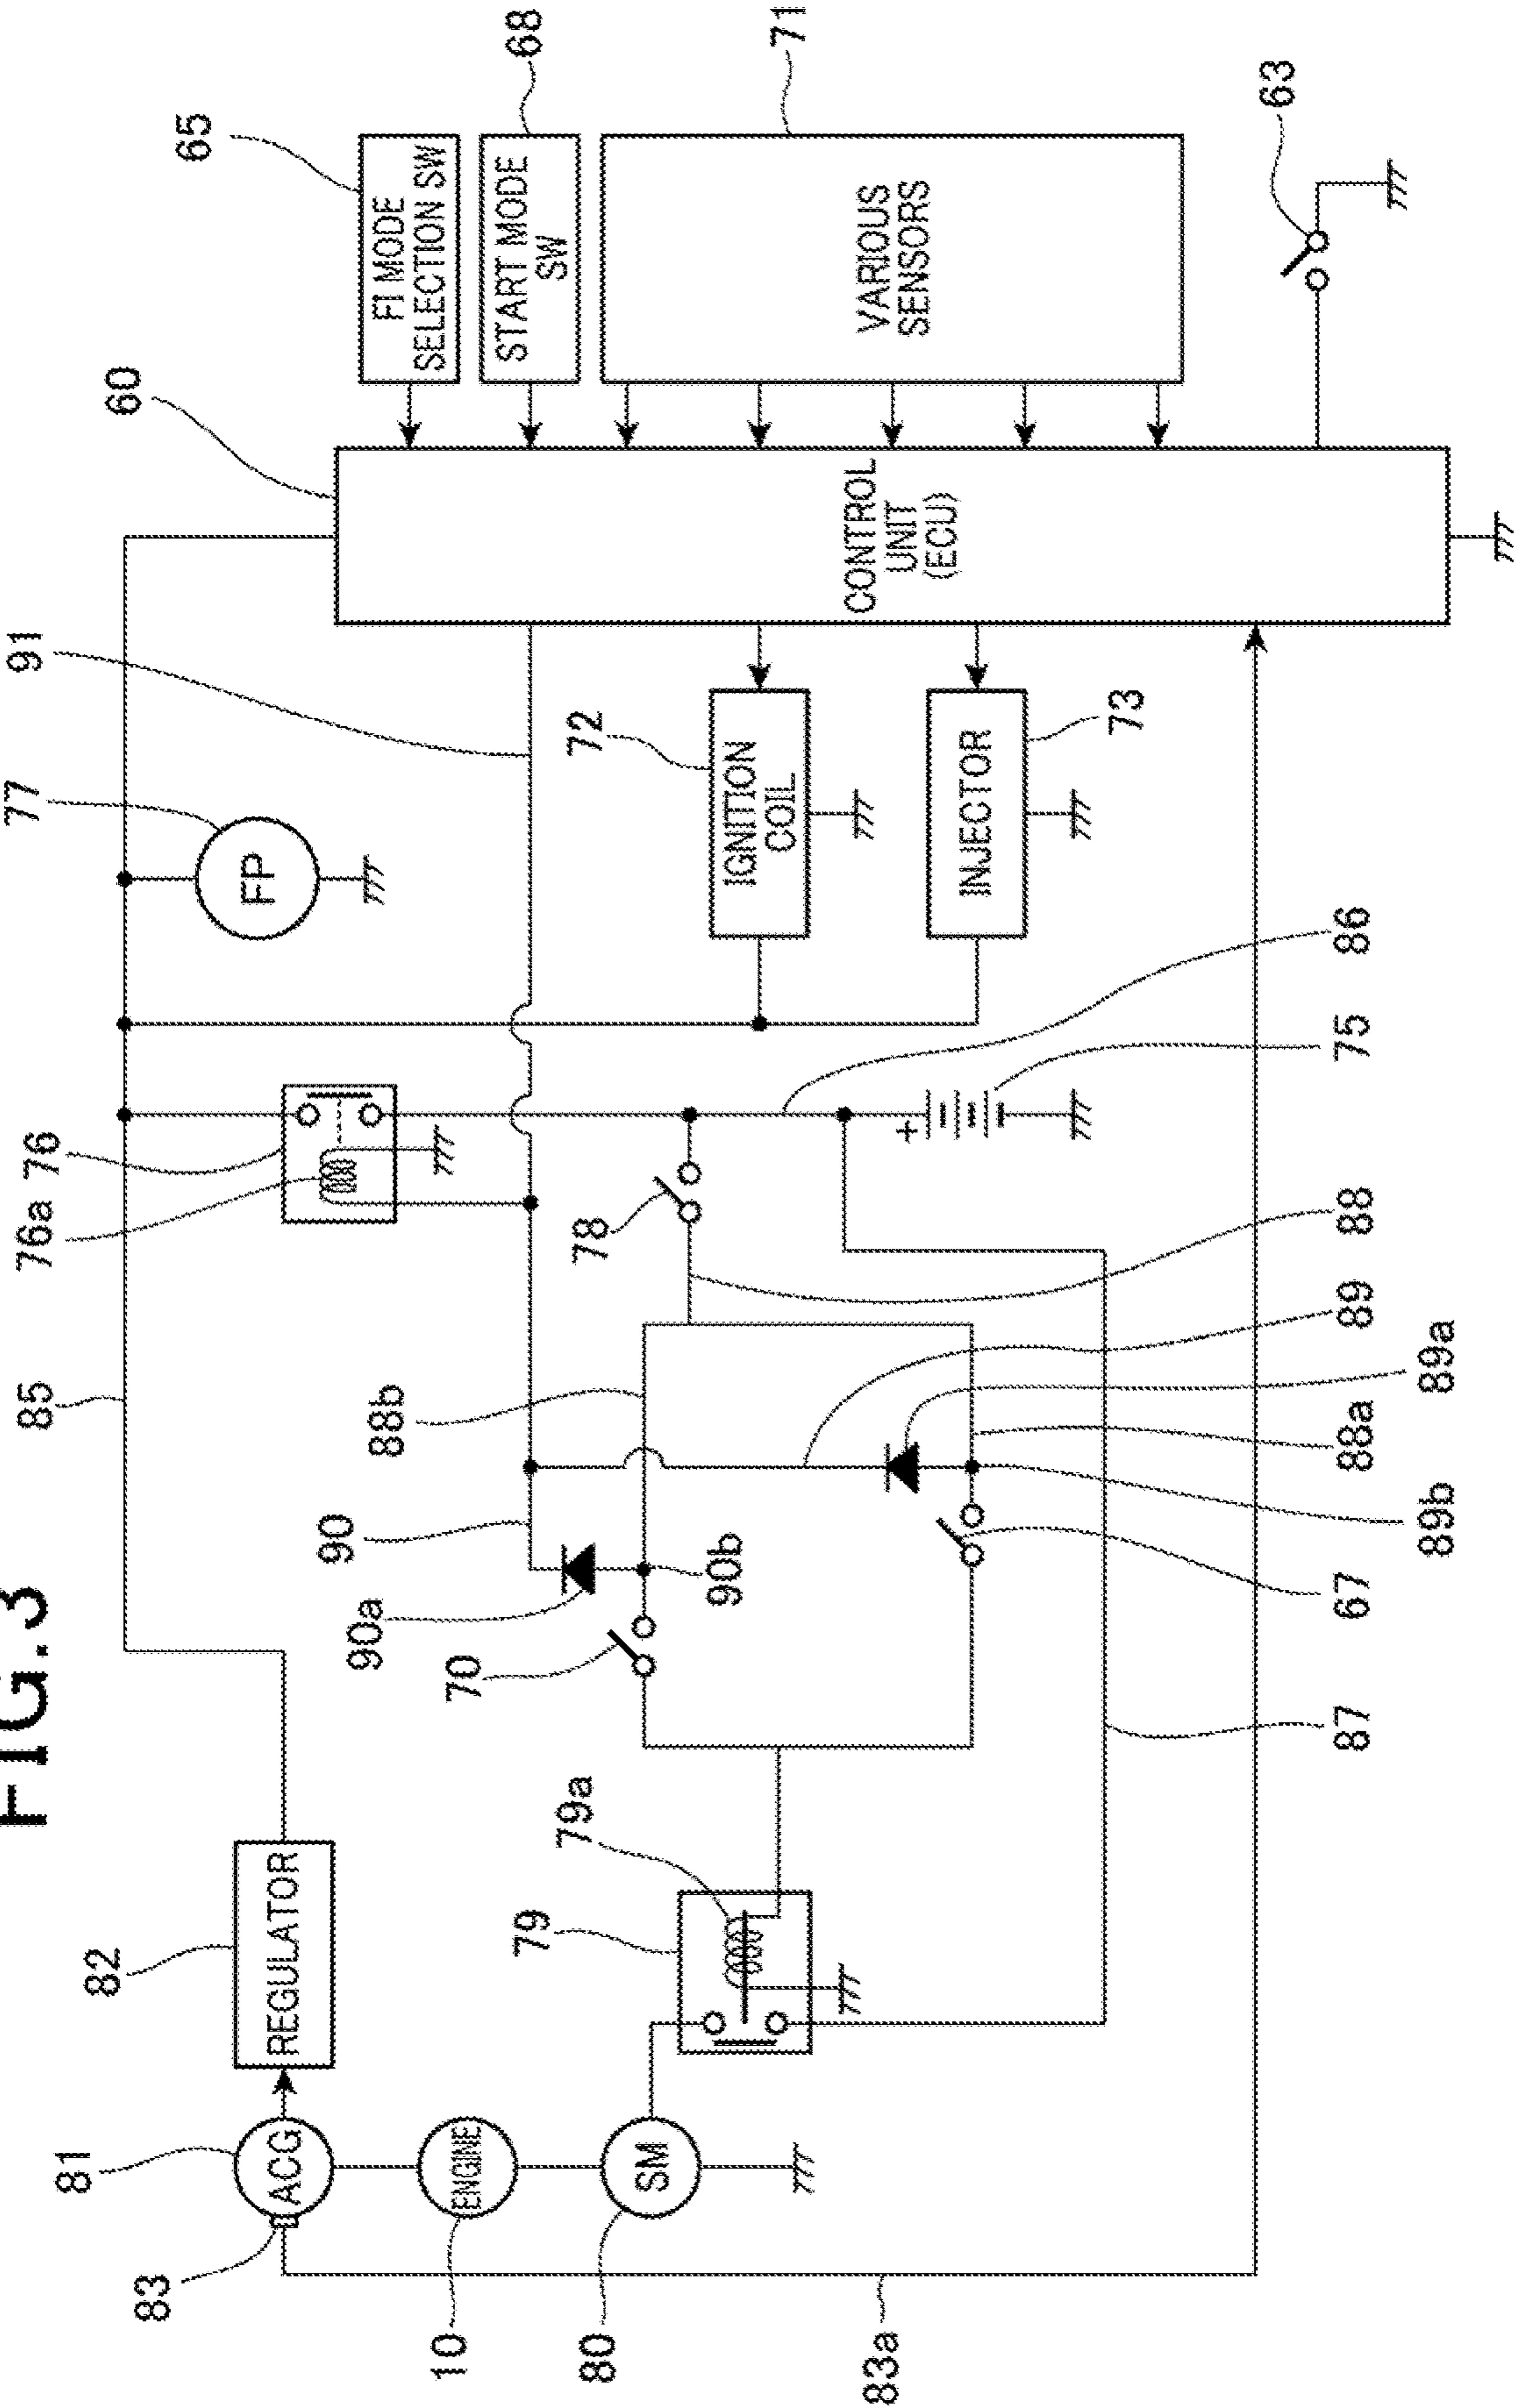 FIG.3
83
81
82
85
76a
76
77
91
60
65
68
71
63
ACG
REGULATOR
FP
FI MODE
SELECTION SW
START MODE
SW
VARIOUS
SENSORS
CONTROL
UNIT
(ECU)
10
ENGINE
80
SM
79
79a
70
90a
90
90b
88b
78
72
IGNITION
COIL
INJECTOR
73
+
83a
87
67
89b
88a
89a
89
88
75
86